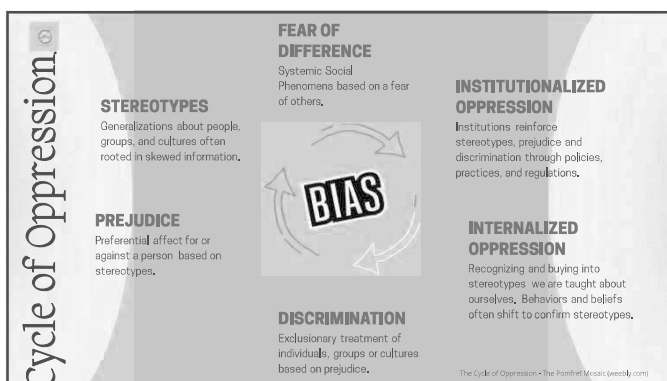 Cycle of Oppression
FEAR OF
DIFFERENCE
Systemic Social
Phenomena based on a fear
of others.
STEREOTYPES
Generalizations about people,
groups, and cultures often
rooted in skewed information.
INSTITUTIONALIZED
OPPRESSION
Institutions reinforce
stereotypes, prejudice and
discrimination through policies,
practices, and regulations.
BIAS
PREJUDICE
Preferential affect for or
against a person based on
stereotypes.
INTERNALIZED
OPPRESSION
Recognizing and buying into
stereotypes we are taught about
ourselves. Behaviors and beliefs
often shift to confirm stereotypes.
DISCRIMINATION
Exclusionary treatment of
individuals, groups or cultures
based on prejudice.
The Cycle of Oppression - The Pomfret Mosaic (weebly.com)